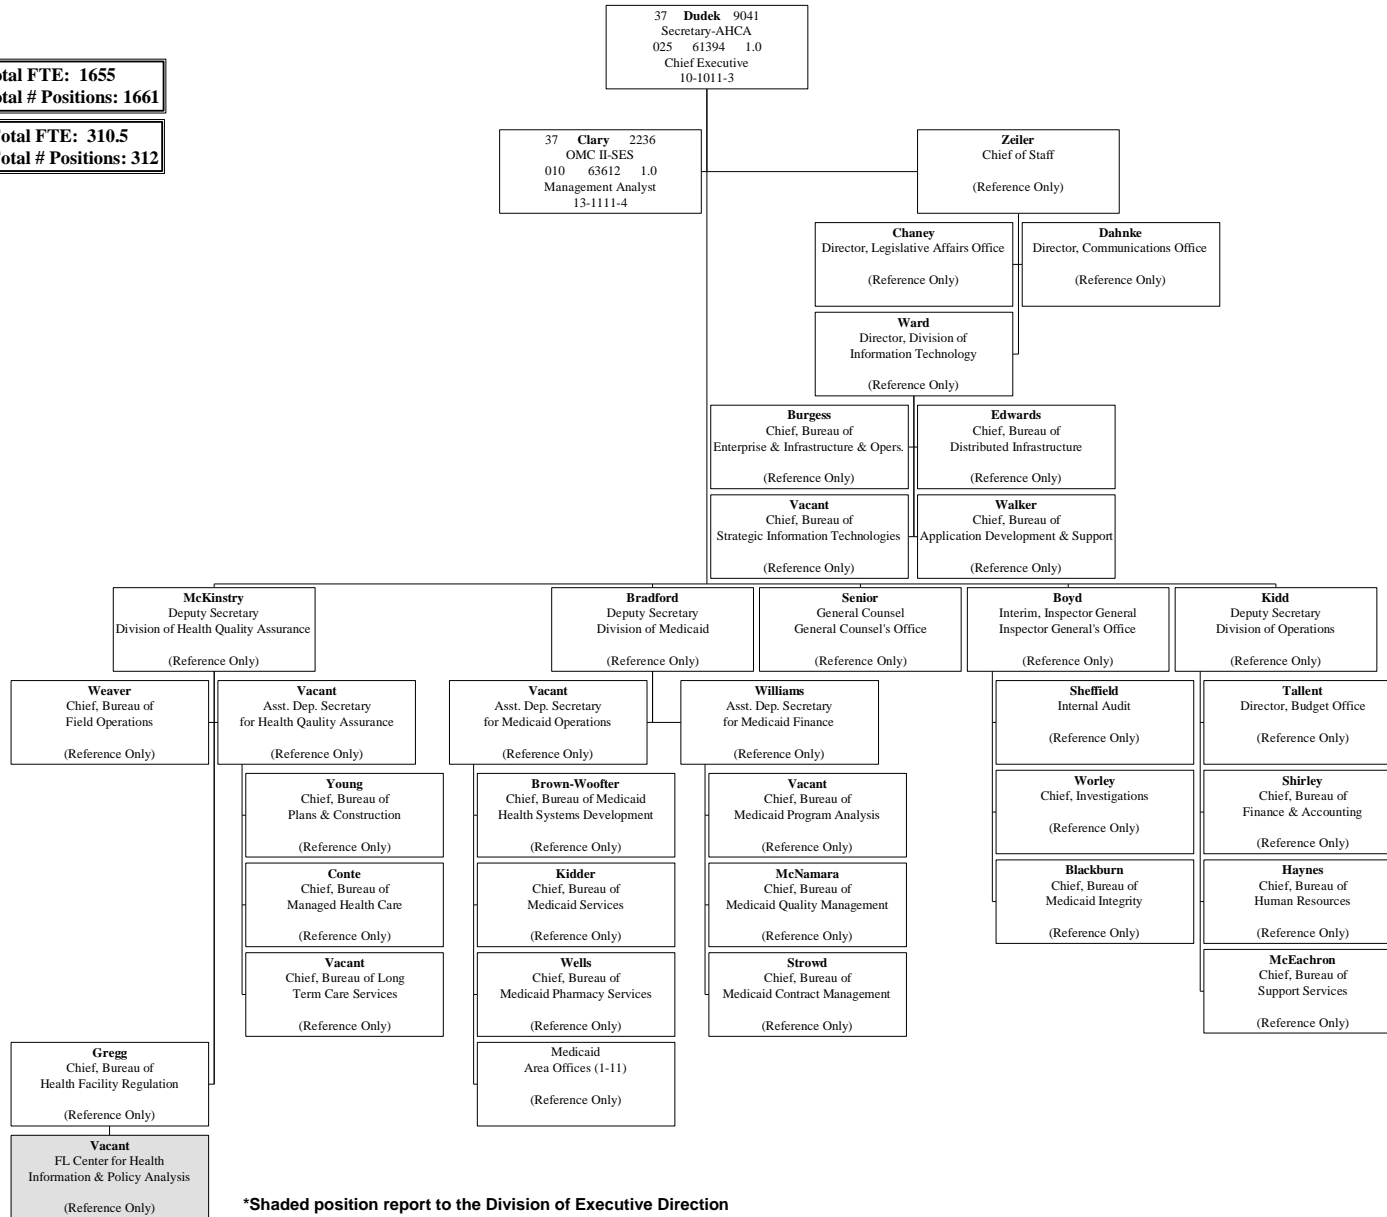 37 Dudek 9041
Secretary-AHCA
025 61394 1.0
Chief Executive
10-1011-3
otal FTE: 1655
otal # Positions: 1661
otal FTE: 310.5
otal # Positions: 312
37 Clary 2236
OMC II-SES
010 63612 1.0
Management Analyst
13-1111-4
Zeiler
Chief of Staff
(Reference Only)
Chaney
Director, Legislative Affairs Office
(Reference Only)
Dahnke
Director, Communications Office
(Reference Only)
Ward
Director, Division of
Information Technology
(Reference Only)
Burgess
Chief, Bureau of
Enterprise & Infrastructure & Opers.
(Reference Only)
Edwards
Chief, Bureau of
Distributed Infrastructure
(Reference Only)
Vacant
Chief, Bureau of
Strategic Information Technologies
(Reference Only)
Walker
Chief, Bureau of
Application Development & Support
(Reference Only)
McKinstry
Deputy Secretary
Division of Health Quality Assurance
(Reference Only)
Bradford
Deputy Secretary
Division of Medicaid
(Reference Only)
Senior
General Counsel
General Counsel's Office
(Reference Only)
Boyd
Interim, Inspector General
Inspector General's Office
(Reference Only)
Kidd
Deputy Secretary
Division of Operations
(Reference Only)
Weaver
Chief, Bureau of
Field Operations
(Reference Only)
Vacant
Asst. Dep. Secretary
for Health Qaulity Assurance
(Reference Only)
Vacant
Asst. Dep. Secretary
for Medicaid Operations
(Reference Only)
Williams
Asst. Dep. Secretary
for Medicaid Finance
(Reference Only)
Sheffield
Internal Audit
(Reference Only)
Tallent
Director, Budget Office
(Reference Only)
Young
Chief, Bureau of
Plans & Construction
(Reference Only)
Brown-Woofter
Chief, Bureau of Medicaid
Health Systems Development
(Reference Only)
Vacant
Chief, Bureau of
Medicaid Program Analysis
(Reference Only)
Worley
Chief, Investigations
(Reference Only)
Shirley
Chief, Bureau of
Finance & Accounting
(Reference Only)
Conte
Chief, Bureau of
Managed Health Care
(Reference Only)
Kidder
Chief, Bureau of
Medicaid Services
(Reference Only)
McNamara
Chief, Bureau of
Medicaid Quality Management
(Reference Only)
Blackburn
Chief, Bureau of
Medicaid Integrity
(Reference Only)
Haynes
Chief, Bureau of
Human Resources
(Reference Only)
Vacant
Chief, Bureau of Long
Term Care Services
(Reference Only)
Wells
Chief, Bureau of
Medicaid Pharmacy Services
(Reference Only)
Strowd
Chief, Bureau of
Medicaid Contract Management
(Reference Only)
McEachron
Chief, Bureau of
Support Services
(Reference Only)
Gregg
Chief, Bureau of
Health Facility Regulation
(Reference Only)
Medicaid
Area Offices (1-11)
(Reference Only)
Vacant
FL Center for Health
Information & Policy Analysis
(Reference Only)
*Shaded position report to the Division of Executive Direction